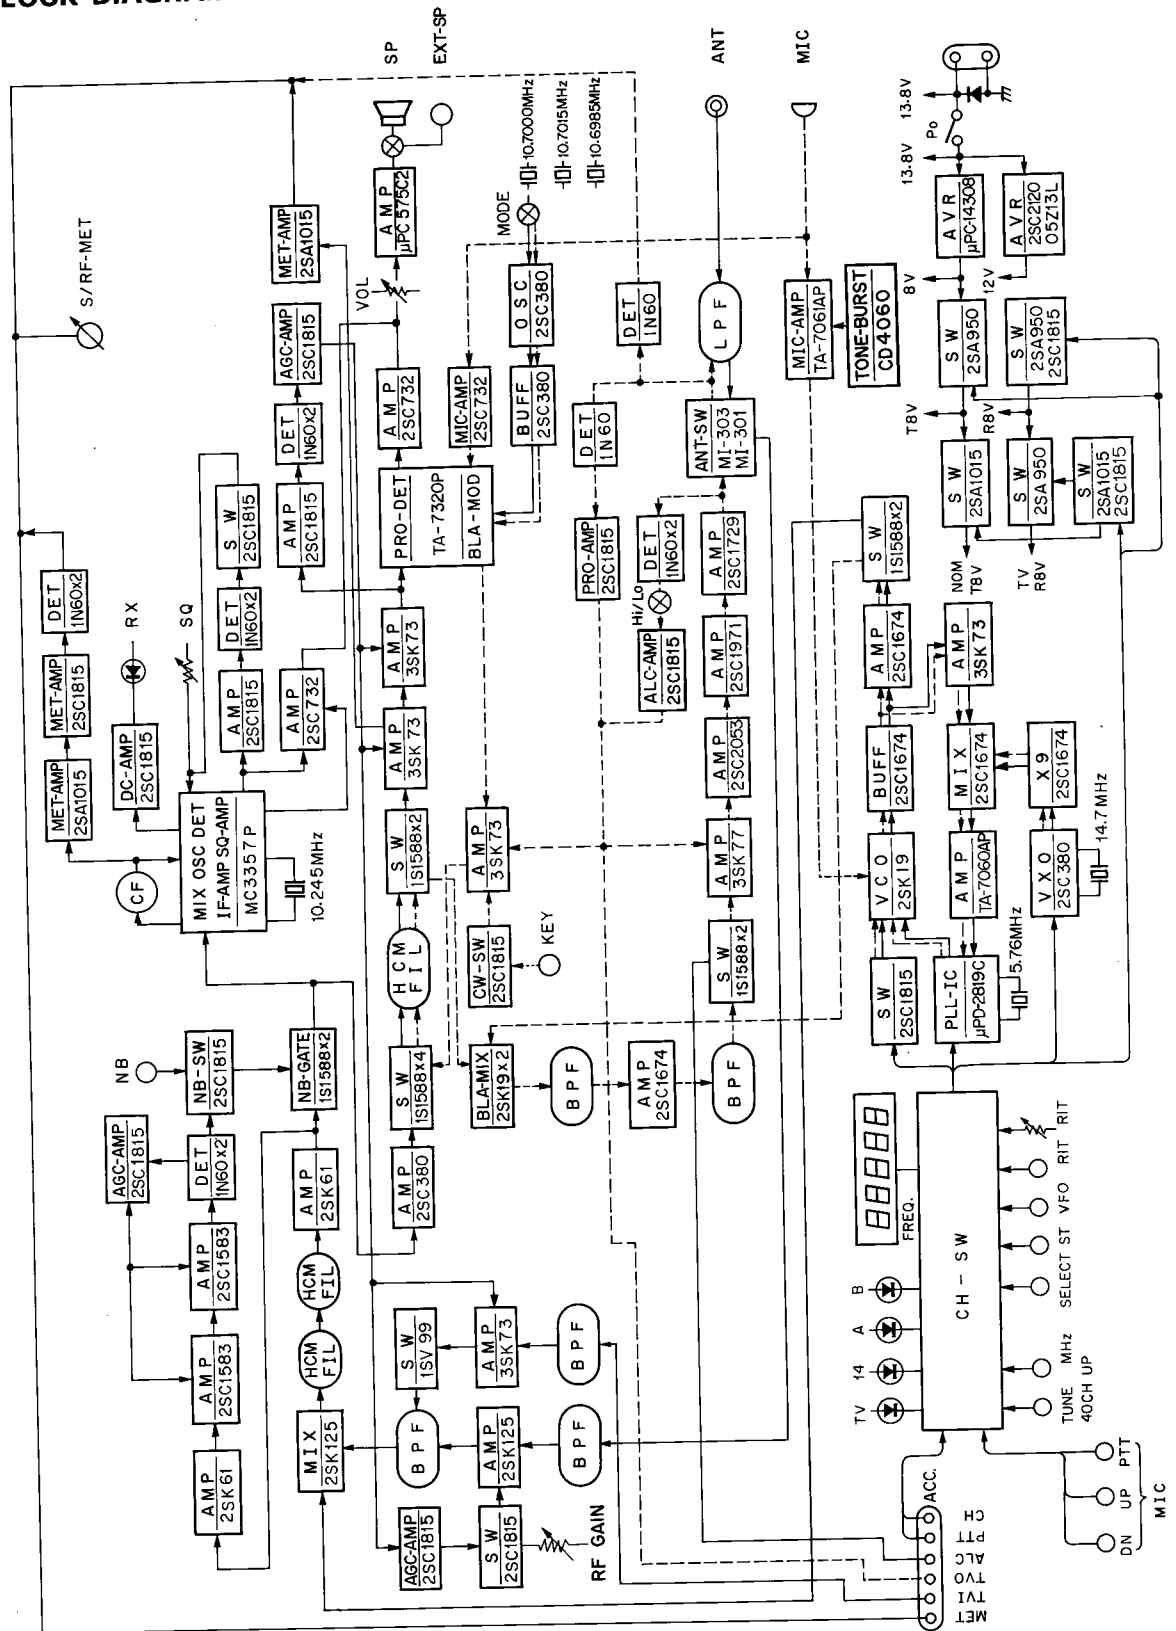 LOCK DIAGRA
S/RF-MET
SP
EXT-SP
ANT
MIC
MET-AMP
2SA1015
AMP
μPC575C2
VOL
MODE
10.7000MHz
10.7015MHz
10.6985MHz
13.8V
Po
13.8V
AVR
μPC-14308
AVR
2SC2120
05Z13L
8V
12V
AGC-AMP
2SC1815
DET
1N60x2
AMP
2SC1815
SW
2SC1815
AMP
2SC732
MIC-AMP
2SC732
OSC
2SC380
BUFF
2SC380
DET
1N60
DET
1N60
LPF
MIC-AMP
TA-7061AP
TONE-BURST
CD4060
SW
2SA950
SW
2SA950
2SC1815
T8V
R8V
DET
1N60x2
MET-AMP
2SC1815
MET-AMP
2SA1015
RX
SQ
DC-AMP
2SC1815
DET
1N60x2
AMP
2SC1815
AMP
2SC732
PRO-DET
TA-7320P
BLA-MOD
PRO-AMP
2SC1815
ANT-SW
MI-303
MI-301
DET
1N60x2
Hi/Lo
ALC-AMP
2SC1815
AMP
2SC1729
AMP
2SC1971
AMP
2SC2053
AMP
3SK77
SW
1S1588x2
SW
1S1588x2
AMP
2SC1674
BUFF
2SC1674
VCO
2SK19
SW
2SC1815
SW
2SA1015
SW
2SA950
SW
2SA1015
2SC1815
NOM
T8V
TV
R8V
AMP
3SK73
MIX
2SC1674
AMP
TA-7060AP
PLL-IC
μPD-2819C
5.76MHz
X9
2SC1674
VXO
2SC380
14.7MHz
CF
MIX OSC DET
IF-AMP SQ-AMP
MC3357P
10.245MHz
AMP
3SK73
AMP
3SK73
SW
1S1588x2
HCM
FIL
SW
1S1588x4
AMP
2SC380
AMP
3SK73
CW-SW
2SC1815
KEY
BLA-MIX
2SK19x2
BPF
AMP
2SC1674
BPF
NB
NB-SW
2SC1815
NB-GATE
1S1588x2
AGC-AMP
2SC1815
DET
1N60x2
AMP
2SC1583
AMP
2SC1583
AMP
2SK61
AMP
2SK61
HCM
FIL
HCM
FIL
MIX
2SK125
SW
1SV99
AMP
3SK73
BPF
BPF
AMP
2SK125
BPF
AGC-AMP
2SC1815
SW
2SC1815
RF GAIN
FREQ.
CH-SW
B
A
14
TV
RIT
RIT
VFO
ST
SELECT
MHz
TUNE
40CH UP
ACC.
CH
PTT
ALC
TVO
TVI
MET
PTT
UP
DN
MIC